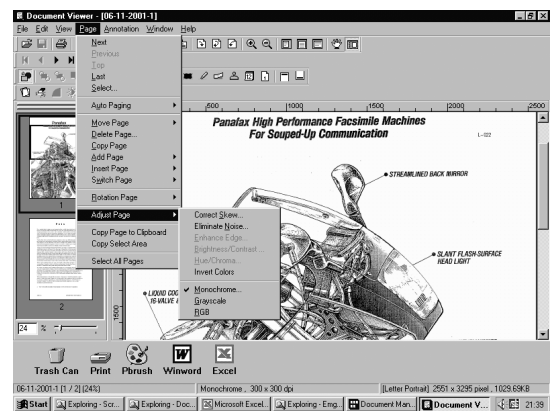 Document Viewer - [06-11-2001-1]
File Edit View Page Annotation Window Help
Next
Previous
Top
Last
Select...
Auto Paging
Move Page
Delete Page...
Copy Page
Add Page
Insert Page
Switch Page
Rotation Page
Adjust Page
Copy Page to Clipboard
Copy Select Area
Select All Pages
Correct Skew...
Eliminate Noise...
Enhance Edge...
Brightness/Contrast ...
Hue/Chroma...
Invert Colors
Monochrome...
Grayscale
RGB
500 1000 1500 2000 2500
1500
Panafax High Performance Facsimile Machines
For Souped-Up Communication
STREAMLINED BACK MIRROR
SLANT FLASH-SURFACE
HEAD LIGHT
LIQUID COO
16-VALVE
1
2
24 %
Trash Can Print Pbrush Winword Excel
06-11-2001-1 [1 / 2] (24%) Monochrome , 300 x 300 dpi [Letter Portrait] 2551 x 3295 pixel , 1029.69KB
Start Exploring - Scr... Exploring - Doc... Microsoft Excel... Exploring - Emg... Document Man... Document V... 21:39